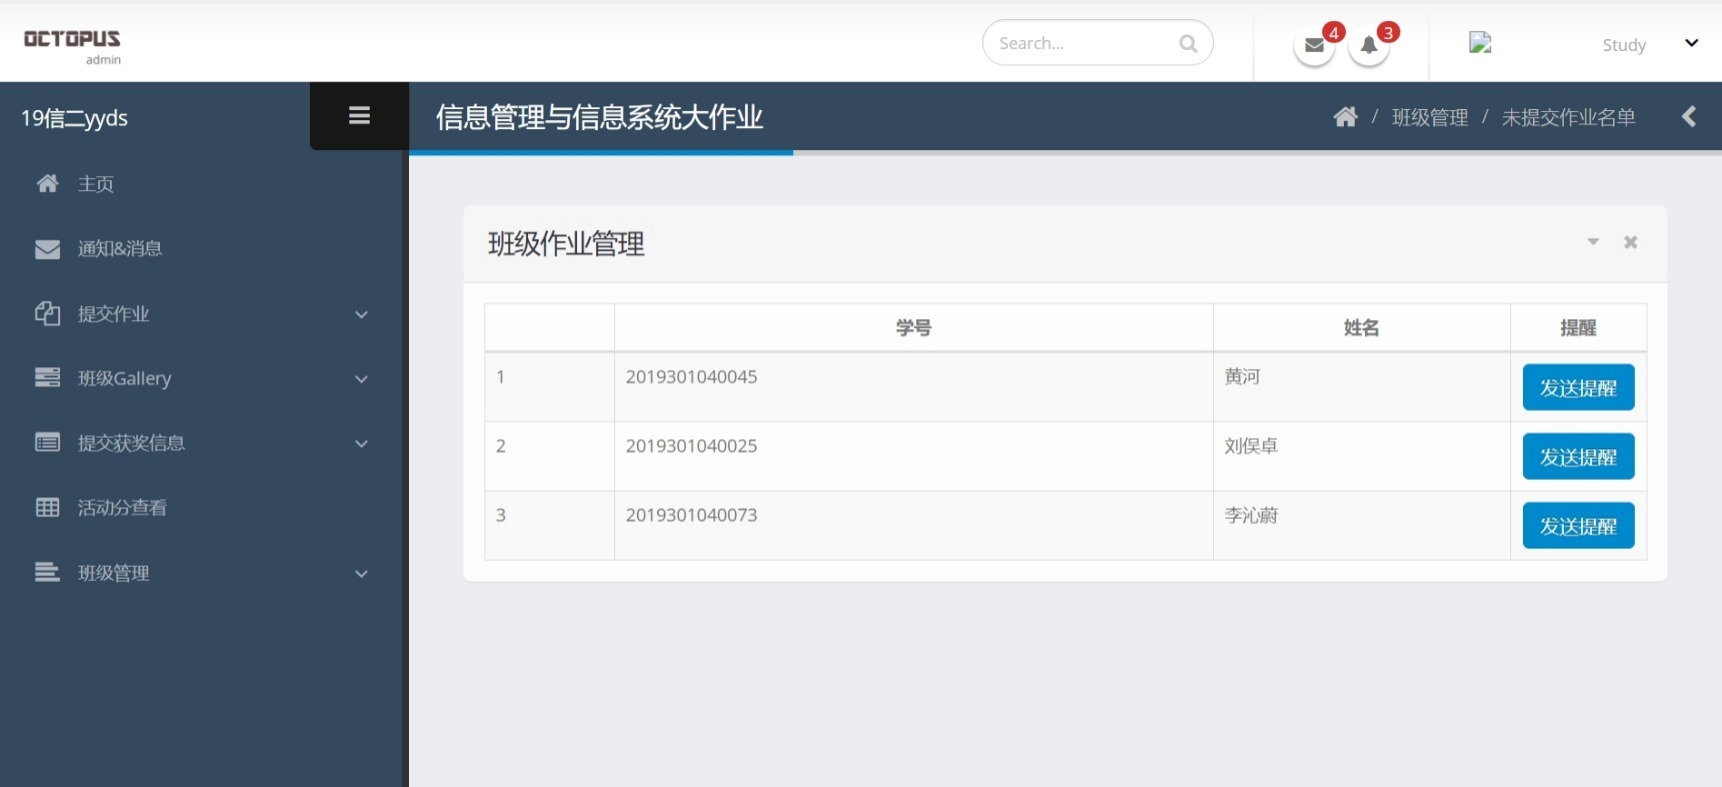 OCTOPUS
admin
Search...
4
3
Study
19信二yyds
信息管理与信息系统大作业
/ 班级管理 / 未提交作业名单
主页
通知&消息
提交作业
班级Gallery
提交获奖信息
活动分查看
班级管理
班级作业管理
学号 姓名 提醒
1 2019301040045 黄河 发送提醒
2 2019301040025 刘俣卓 发送提醒
3 2019301040073 李沁蔚 发送提醒